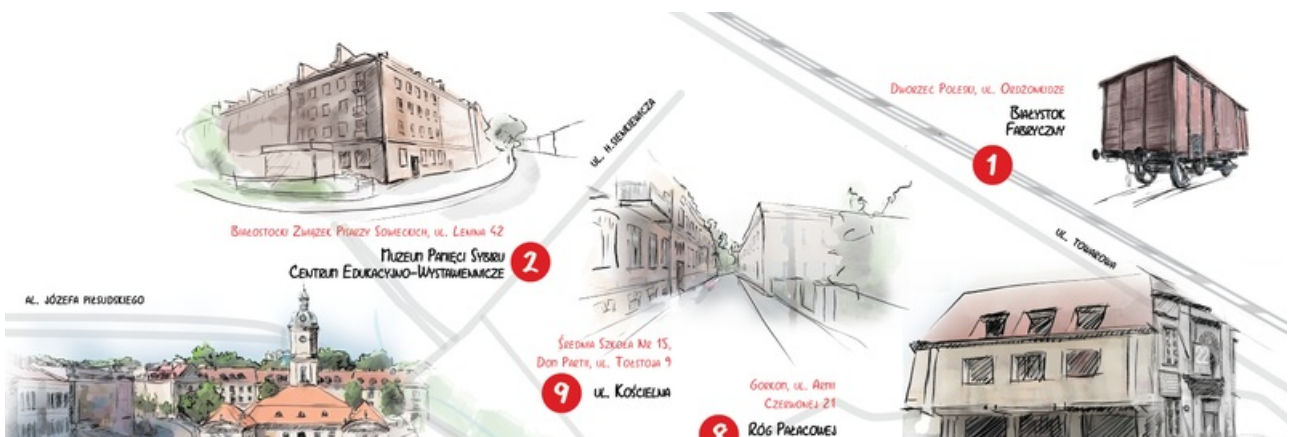 Dworzec Poleski, ul. Ordżonikidze
Białystok
Fabryczny
1
ul. H.Sienkiewicza
Białostocki Związek Pisarzy Sowieckich, ul. Lenina 42
Muzeum Pamięci Sybiru
Centrum Edukacyjno-Wystawiennicze
2
ul. Towarowa
al. Józefa Piłsudskiego
Średnia Szkoła Nr 15,
Dom Partii, ul. Tołstoja 9
9
ul. Kościelna
Gorkom, ul. Armii
Czerwonej 21
8
Róg Pałacowej
22